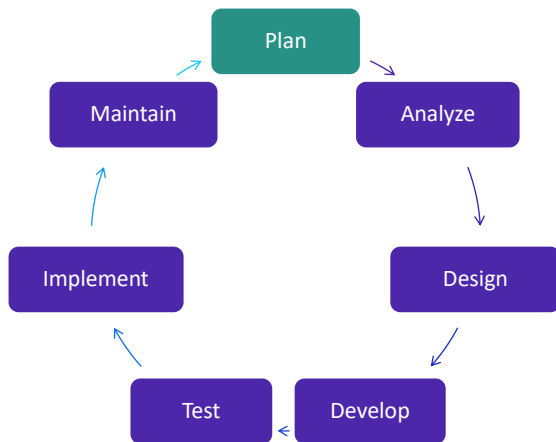 Plan
Analyze
Design
Develop
Test
Implement
Maintain